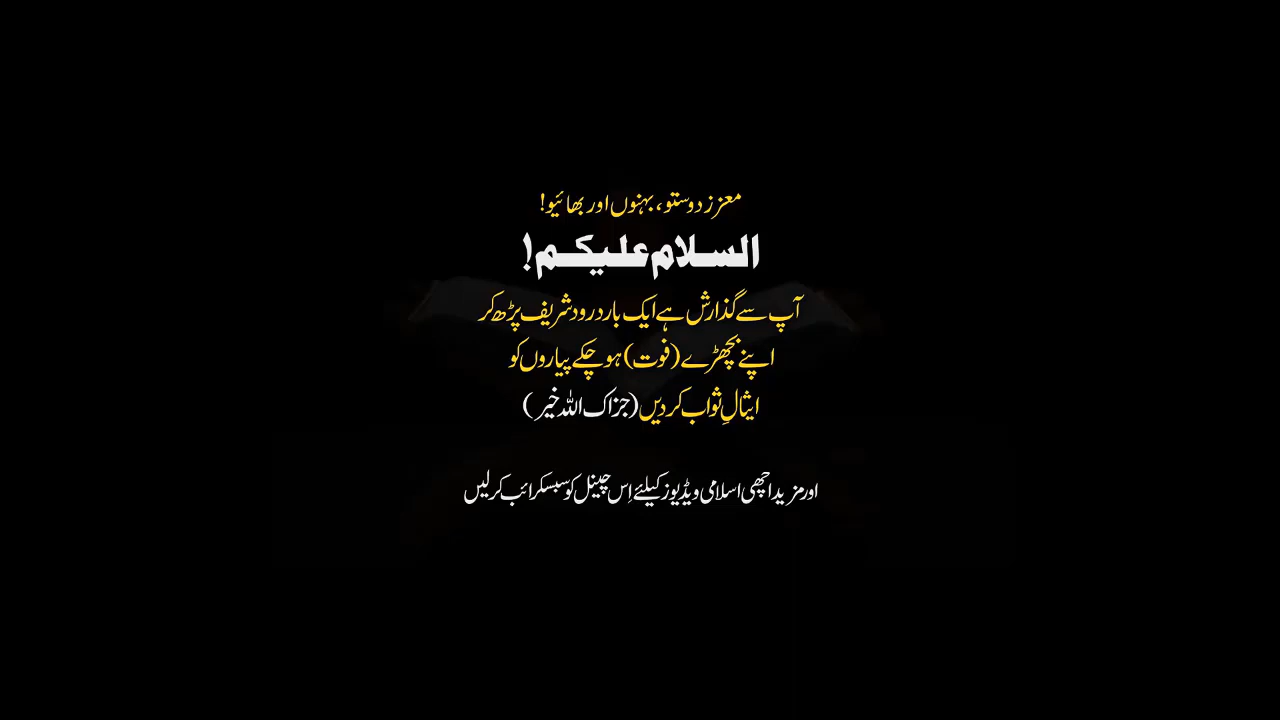 معزز دوستو، بہنوں اور بھائیو!
السلام علیکم!
آپ سے گذارش ہے ایک بار درود شریف پڑھ کر
اپنے بچھڑے (فوت) ہو چکے پیاروں کو
ایثالِ ثواب کر دیں (جزاک اللہ خیر)
اور مزید اچھی اسلامی ویڈیوز کیلئے اِس چینل کو سبسکرائب کر لیں